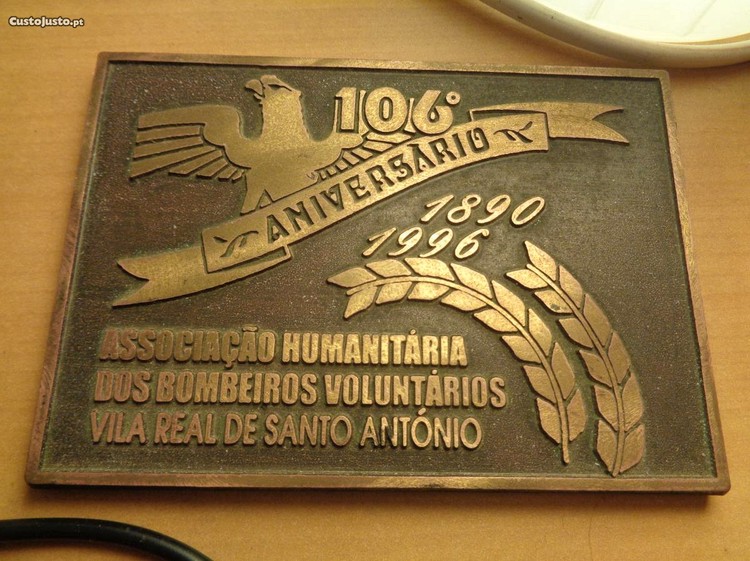 CustoJusto.pt
106º
ANIVERSÁRIO
1890
1996
ASSOCIAÇÃO HUMANITÁRIA
DOS BOMBEIROS VOLUNTÁRIOS
VILA REAL DE SANTO ANTÓNIO